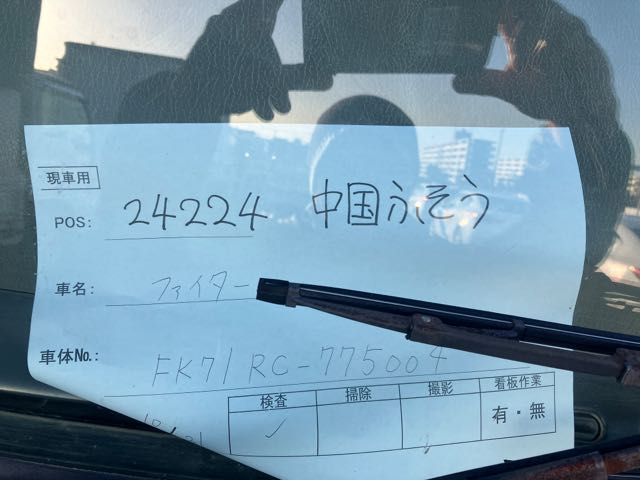 現車用
POS: 24224 中国ふそう
車名: ファイター
車体No.: FK71RC-775004
検査 掃除 撮影 看板作業
✓ 有・無